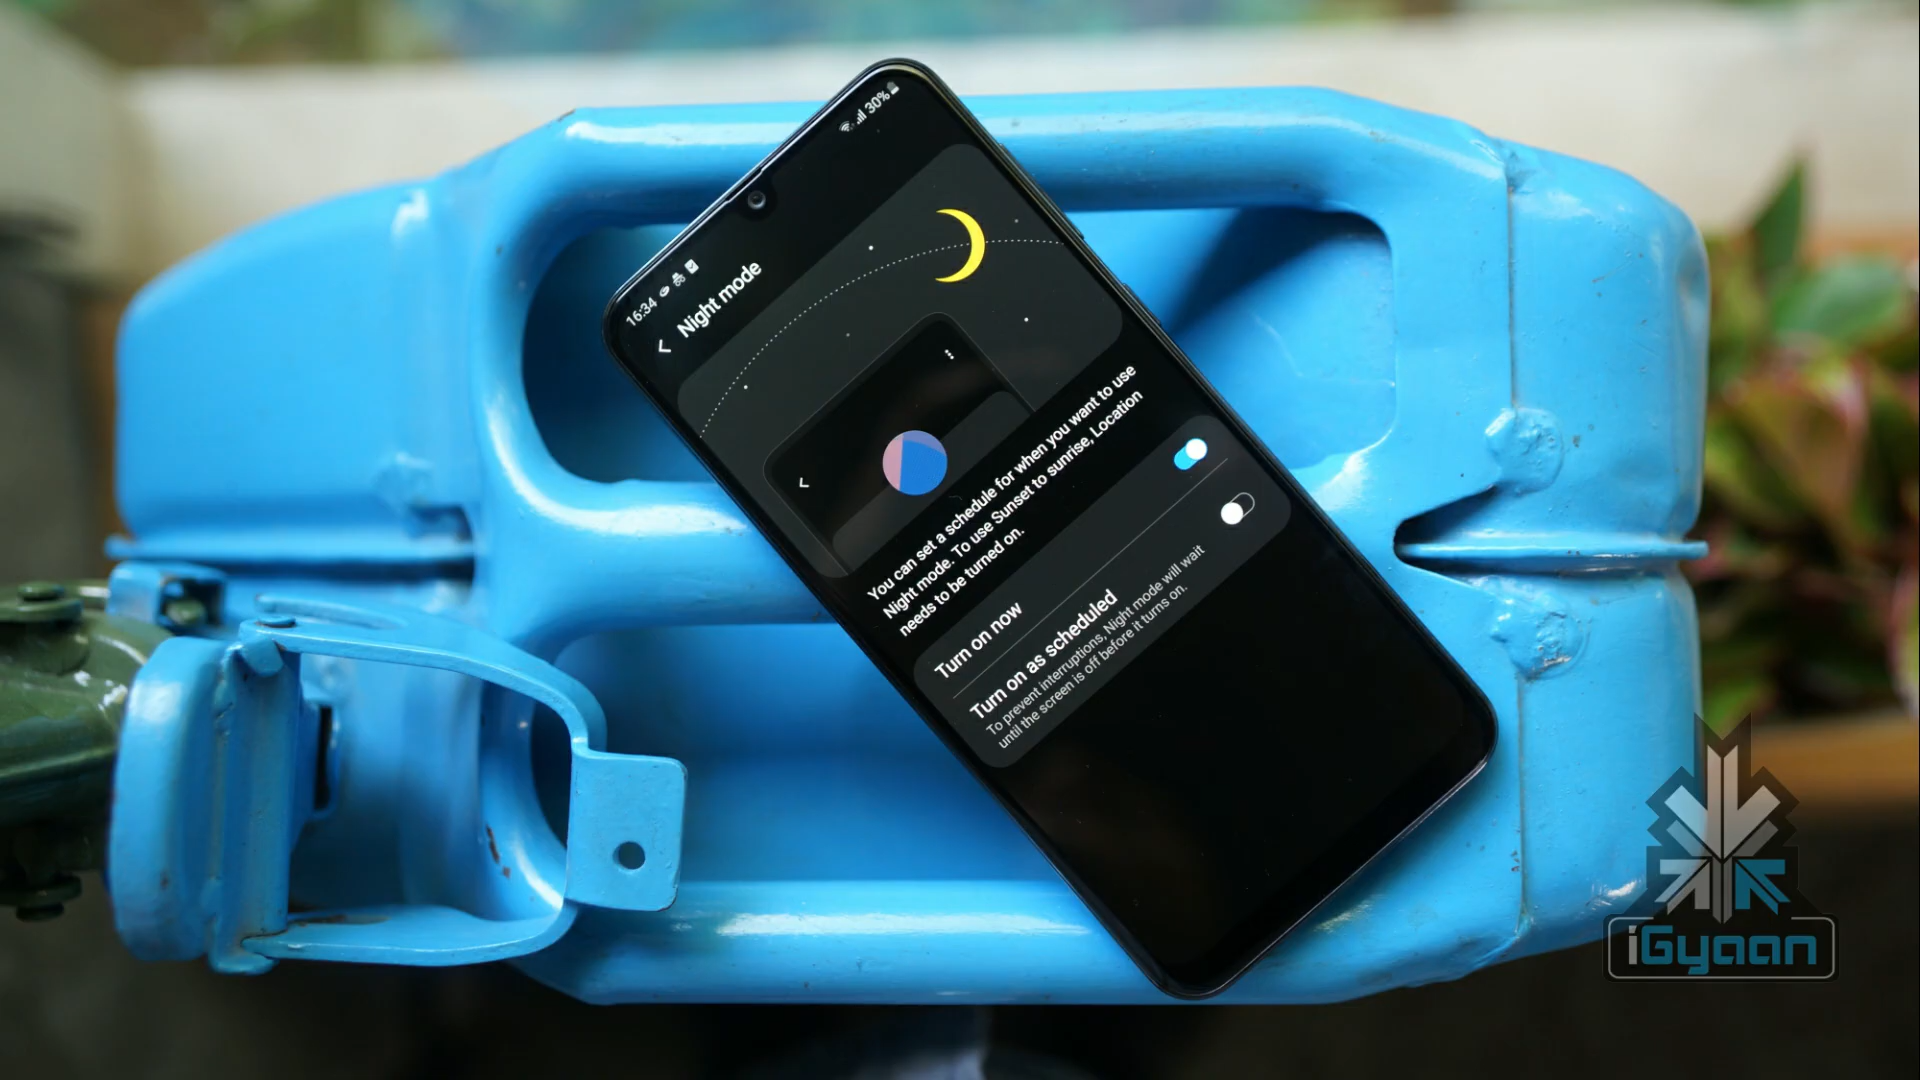 16:34
30%
Night mode
You can set a schedule for when you want to use
Night mode. To use Sunset to sunrise, Location
needs to be turned on.
Turn on now
Turn on as scheduled
To prevent interruptions, Night mode will wait
until the screen is off before it turns on.
iGyaan